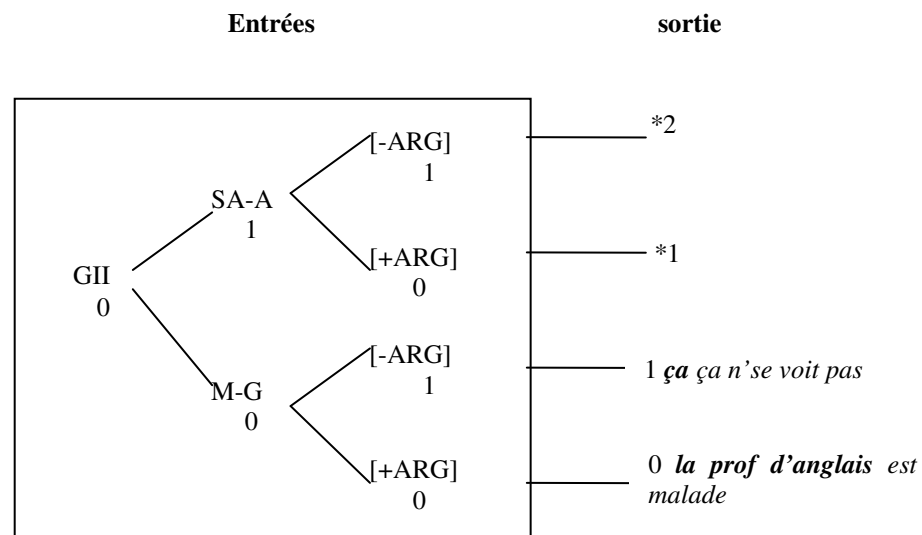 Entrées sortie
[-ARG] *2
1
SA-A
1
[+ARG] *1
0
GII
0
[-ARG] 1 ça ça n'se voit pas
1
M-G
0
[+ARG] 0 la prof d'anglais est
0 malade